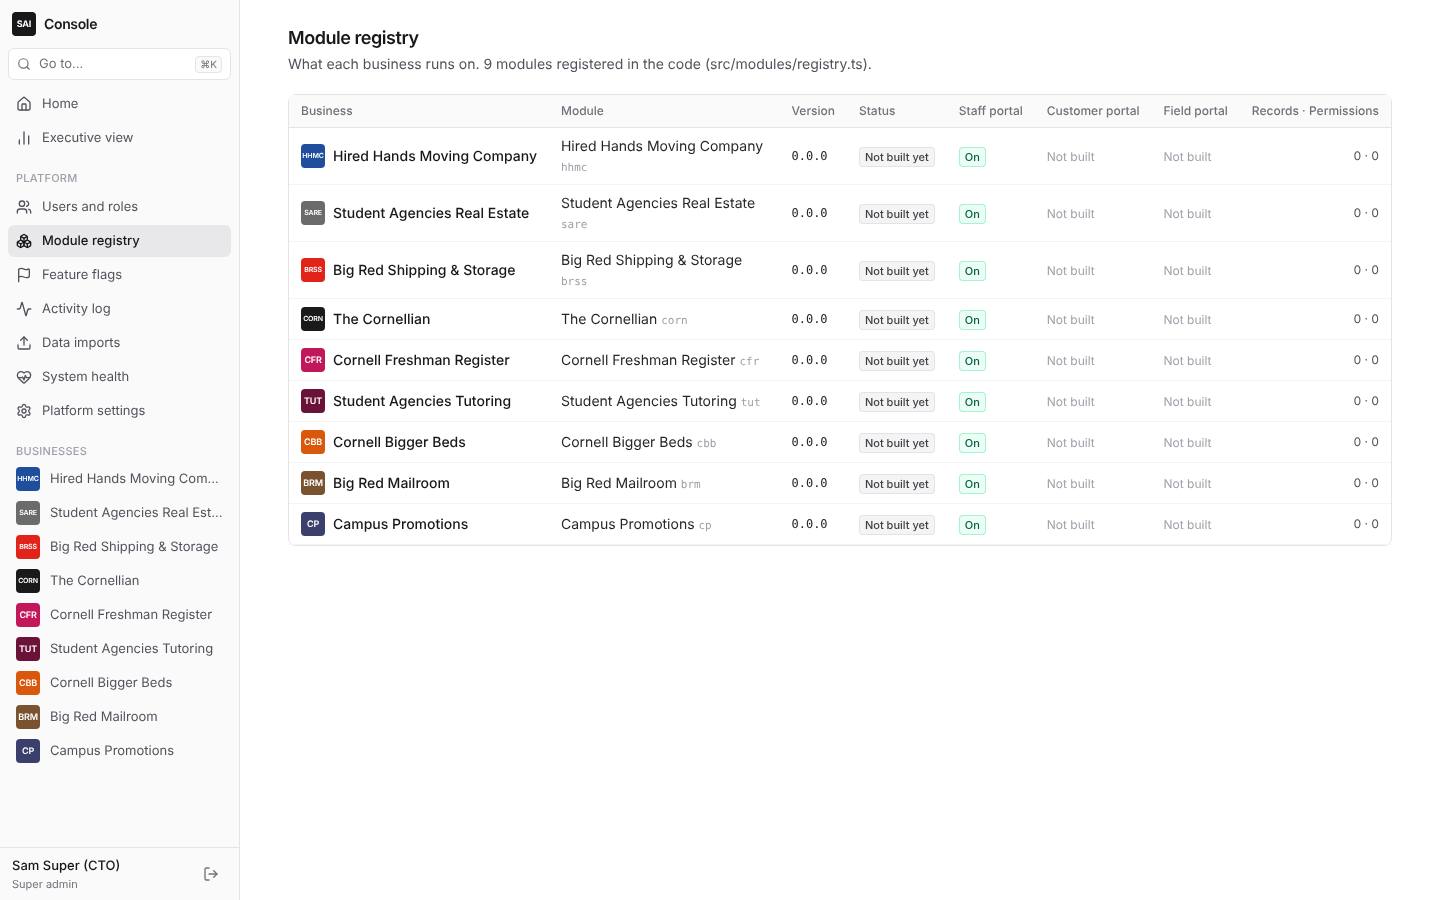 SAI Console
Go to... ⌘K
Home
Executive view
PLATFORM
Users and roles
Module registry
Feature flags
Activity log
Data imports
System health
Platform settings
BUSINESSES
HHMC Hired Hands Moving Com...
SARE Student Agencies Real Est...
BRSS Big Red Shipping & Storage
CORN The Cornellian
CFR Cornell Freshman Register
TUT Student Agencies Tutoring
CBB Cornell Bigger Beds
BRM Big Red Mailroom
CP Campus Promotions
Sam Super (CTO)
Super admin
Module registry
What each business runs on. 9 modules registered in the code (src/modules/registry.ts).
Business Module Version Status Staff portal Customer portal Field portal Records · Permissions
HHMC Hired Hands Moving Company Hired Hands Moving Company 0.0.0 Not built yet On Not built Not built 0 · 0
hhmc
SARE Student Agencies Real Estate Student Agencies Real Estate 0.0.0 Not built yet On Not built Not built 0 · 0
sare
BRSS Big Red Shipping & Storage Big Red Shipping & Storage 0.0.0 Not built yet On Not built Not built 0 · 0
brss
CORN The Cornellian The Cornellian corn 0.0.0 Not built yet On Not built Not built 0 · 0
CFR Cornell Freshman Register Cornell Freshman Register cfr 0.0.0 Not built yet On Not built Not built 0 · 0
TUT Student Agencies Tutoring Student Agencies Tutoring tut 0.0.0 Not built yet On Not built Not built 0 · 0
CBB Cornell Bigger Beds Cornell Bigger Beds cbb 0.0.0 Not built yet On Not built Not built 0 · 0
BRM Big Red Mailroom Big Red Mailroom brm 0.0.0 Not built yet On Not built Not built 0 · 0
CP Campus Promotions Campus Promotions cp 0.0.0 Not built yet On Not built Not built 0 · 0